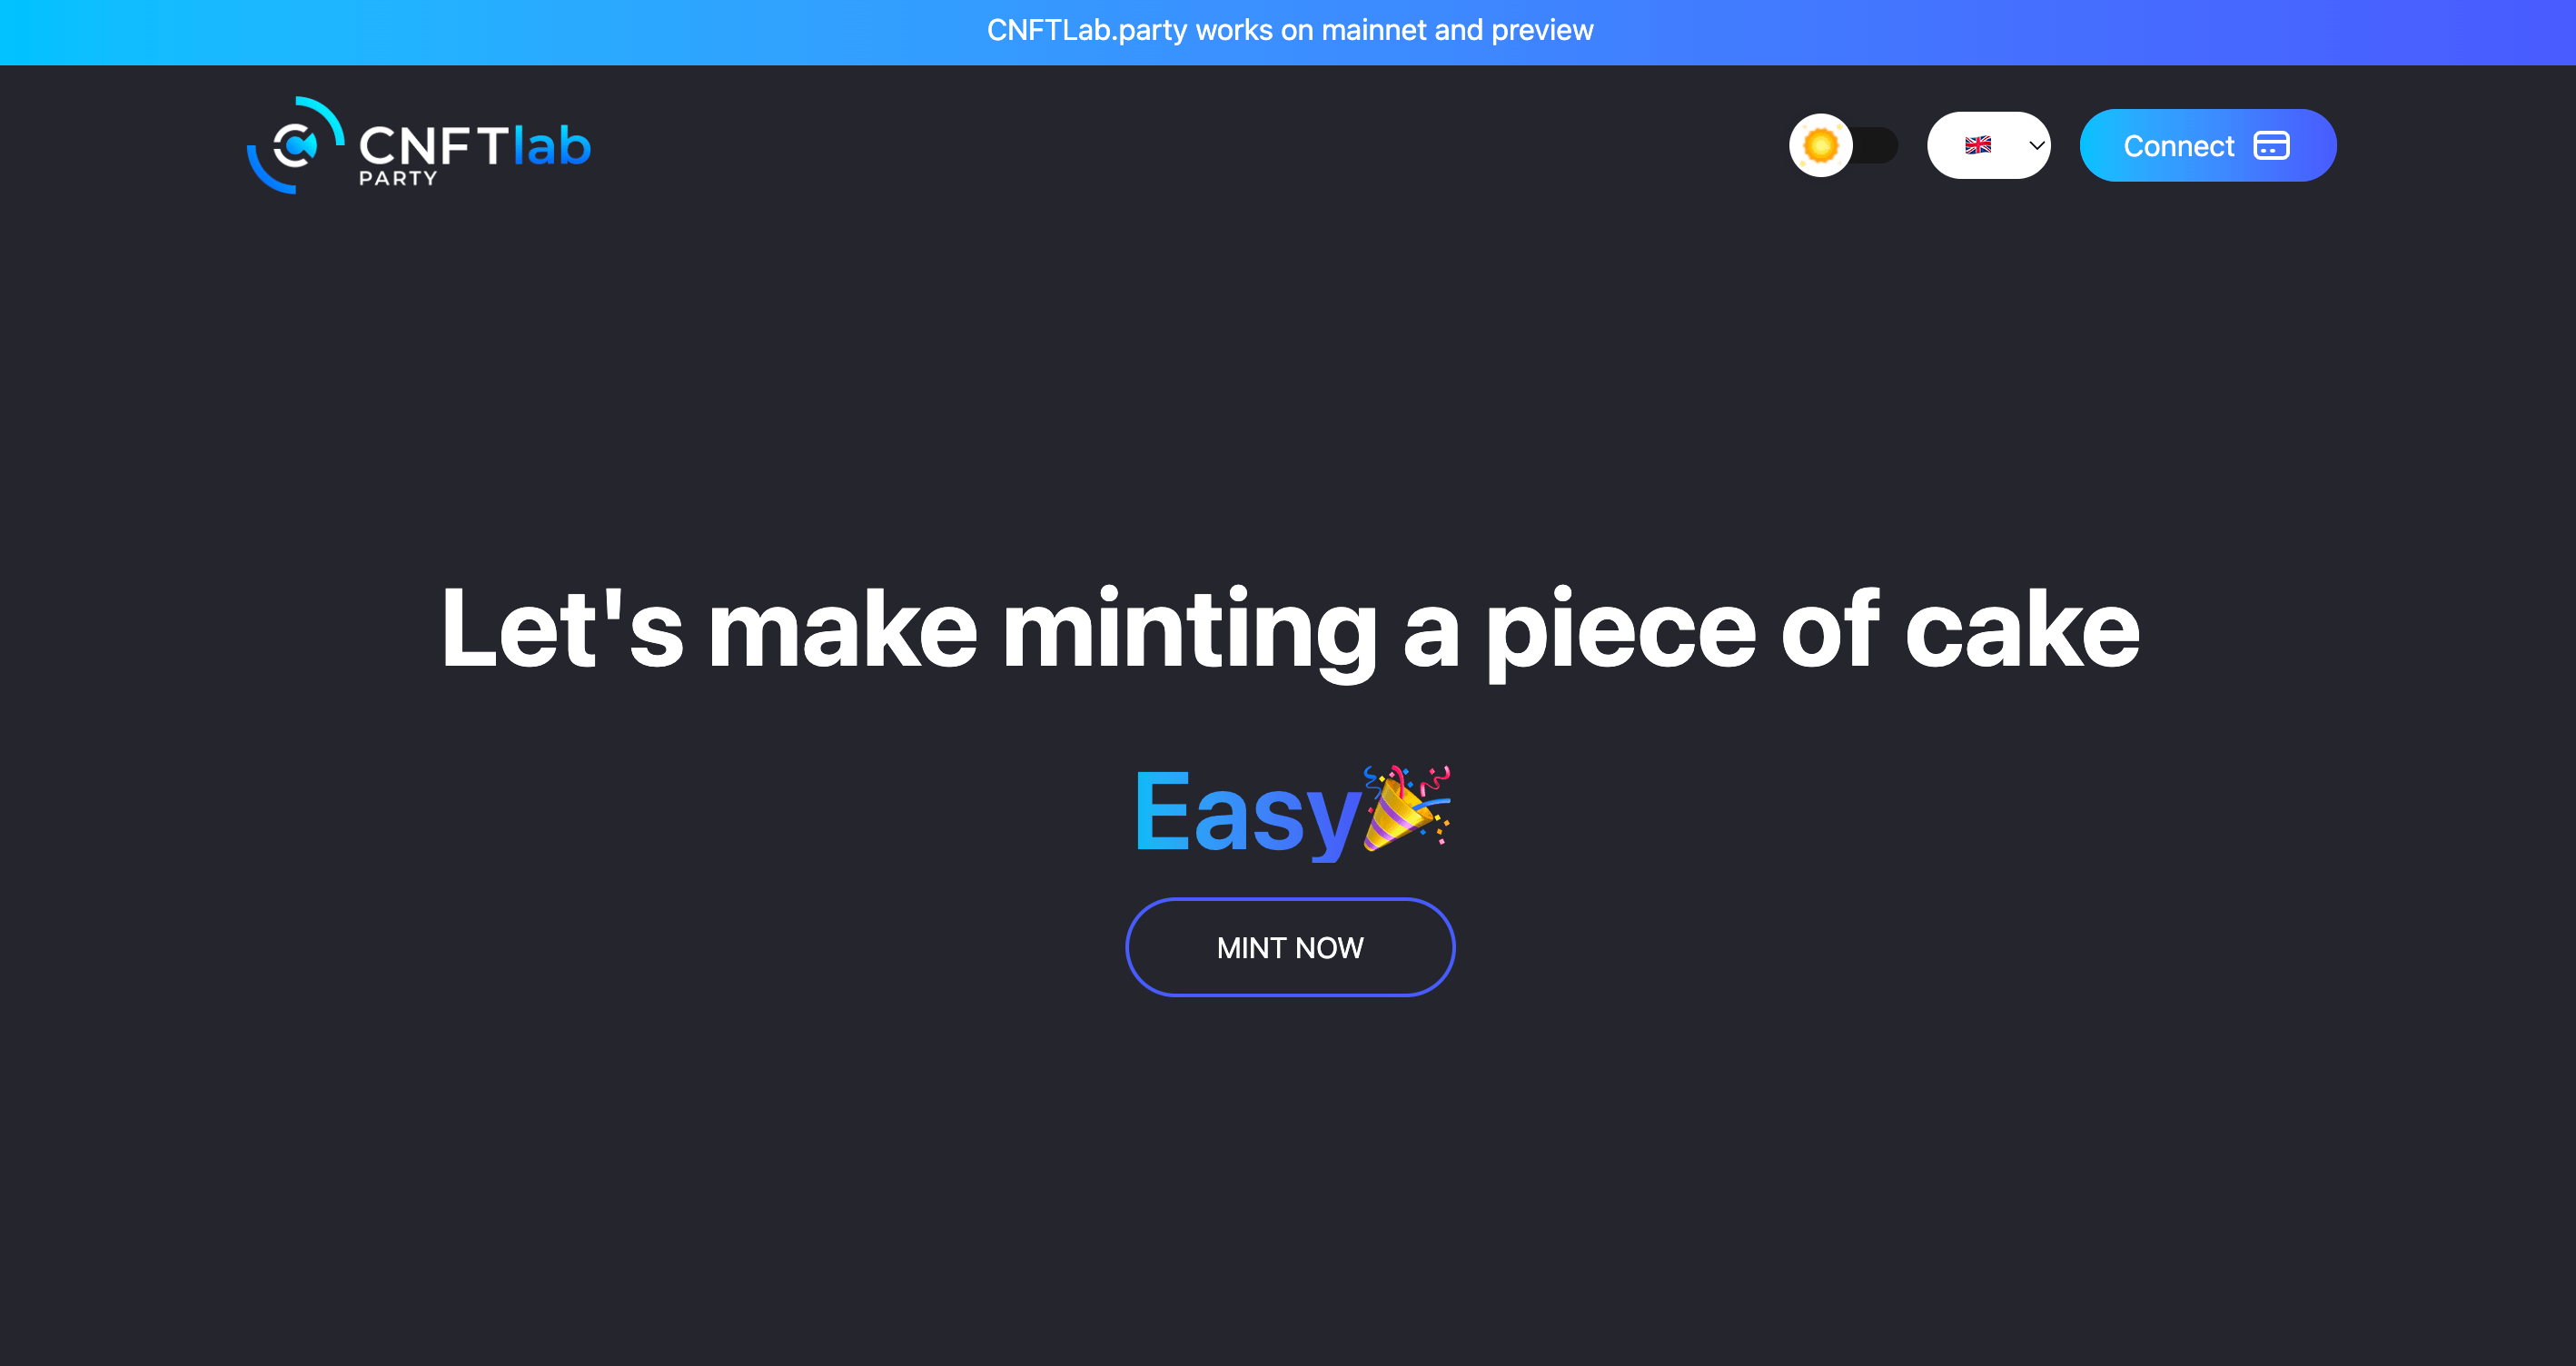 CNFTLab.party works on mainnet and preview
CNFTlab
PARTY
Connect
Let's make minting a piece of cake
Easy🎉
MINT NOW